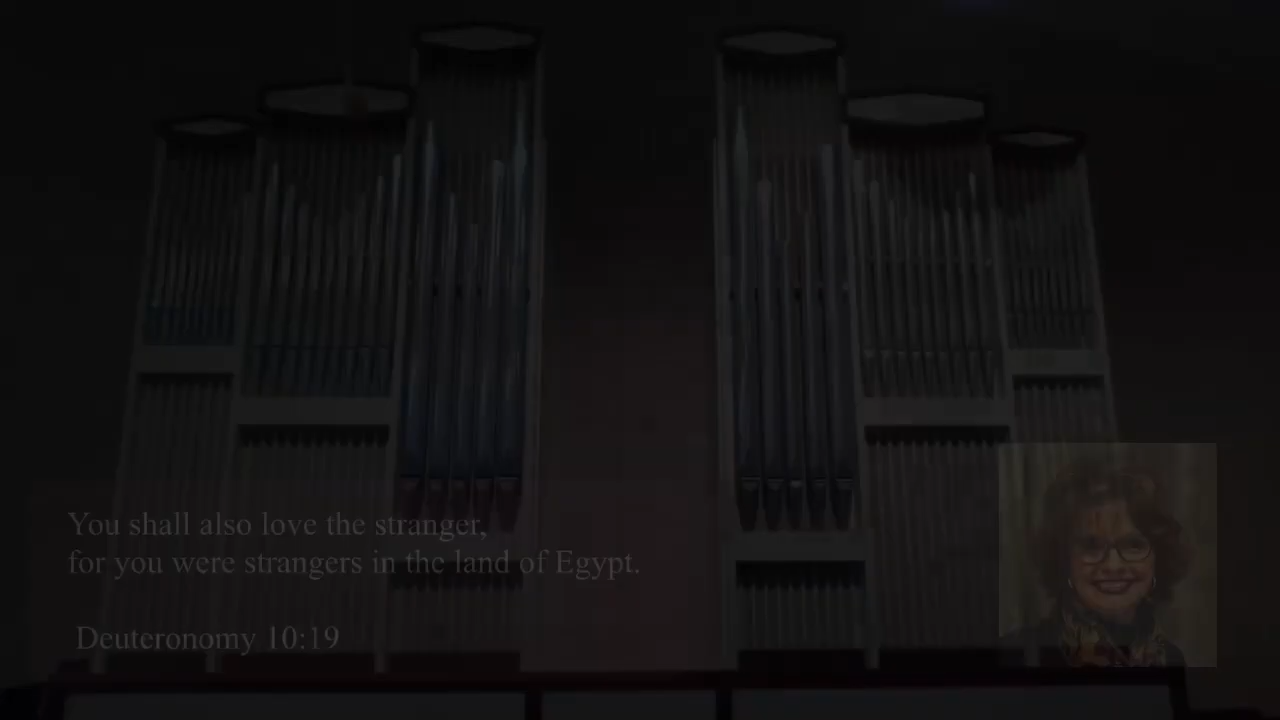 You shall also love the stranger,
for you were strangers in the land of Egypt.
Deuteronomy 10:19